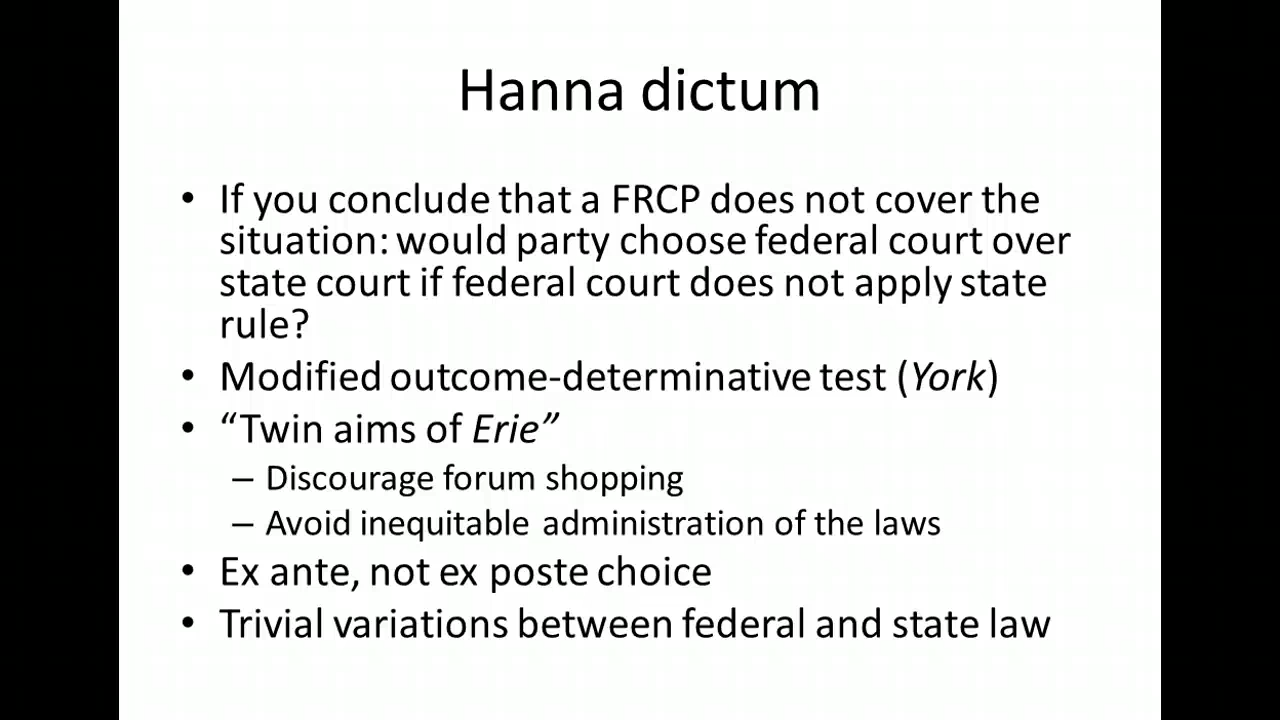 Hanna dictum
• If you conclude that a FRCP does not cover the
situation: would party choose federal court over
state court if federal court does not apply state
rule?
• Modified outcome-determinative test (York)
• “Twin aims of Erie”
– Discourage forum shopping
– Avoid inequitable administration of the laws
• Ex ante, not ex poste choice
• Trivial variations between federal and state law